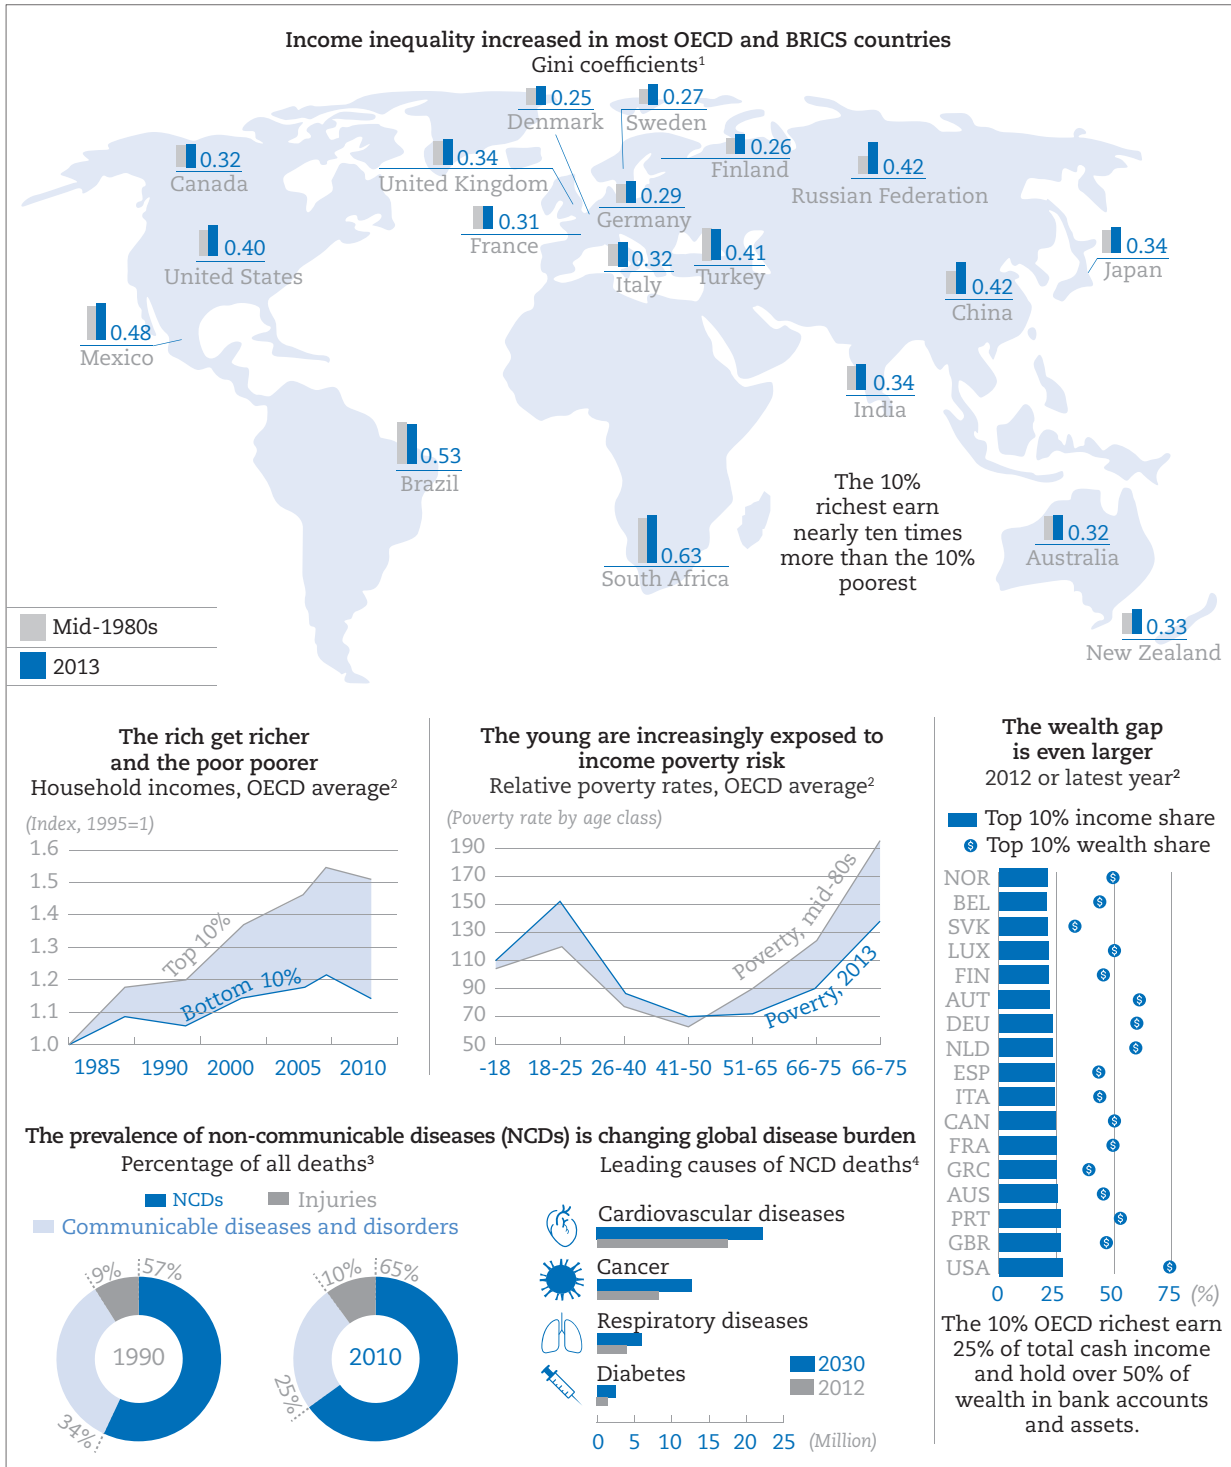 Income inequality increased in most OECD and BRICS countries
Gini coefficients¹
0.25
Denmark
0.27
Sweden
0.32
Canada
0.34
United Kingdom
0.26
Finland
0.42
Russian Federation
0.31
France
0.29
Germany
0.40
United States
0.32
Italy
0.41
Turkey
0.34
Japan
0.42
China
0.48
Mexico
0.34
India
0.53
Brazil
The 10%
richest earn
nearly ten times
more than the 10%
poorest
0.63
South Africa
0.32
Australia
0.33
New Zealand
Mid-1980s
2013
The rich get richer
and the poor poorer
Household incomes, OECD average²
(Index, 1995=1)
1.6
1.5
1.4
1.3
1.2
1.1
1.0
Top 10%
Bottom 10%
1985 1990 2000 2005 2010
The young are increasingly exposed to
income poverty risk
Relative poverty rates, OECD average²
(Poverty rate by age class)
190
170
150
130
110
90
70
50
Poverty, mid-80s
Poverty, 2013
-18 18-25 26-40 41-50 51-65 66-75 66-75
The wealth gap
is even larger
2012 or latest year²
Top 10% income share
$ Top 10% wealth share
NOR $
BEL $
SVK $
LUX $
FIN $
AUT $
DEU $
NLD $
ESP $
ITA $
CAN $
FRA $
GRC $
AUS $
PRT $
GBR $
USA $
0 25 50 75 (%)
The 10% OECD richest earn
25% of total cash income
and hold over 50% of
wealth in bank accounts
and assets.
The prevalence of non-communicable diseases (NCDs) is changing global disease burden
Percentage of all deaths³
NCDs Injuries
Communicable diseases and disorders
9% 57%
1990
34%
10% 65%
2010
25%
Leading causes of NCD deaths⁴
Cardiovascular diseases
Cancer
Respiratory diseases
Diabetes
2030
2012
0 5 10 15 20 25 (Million)